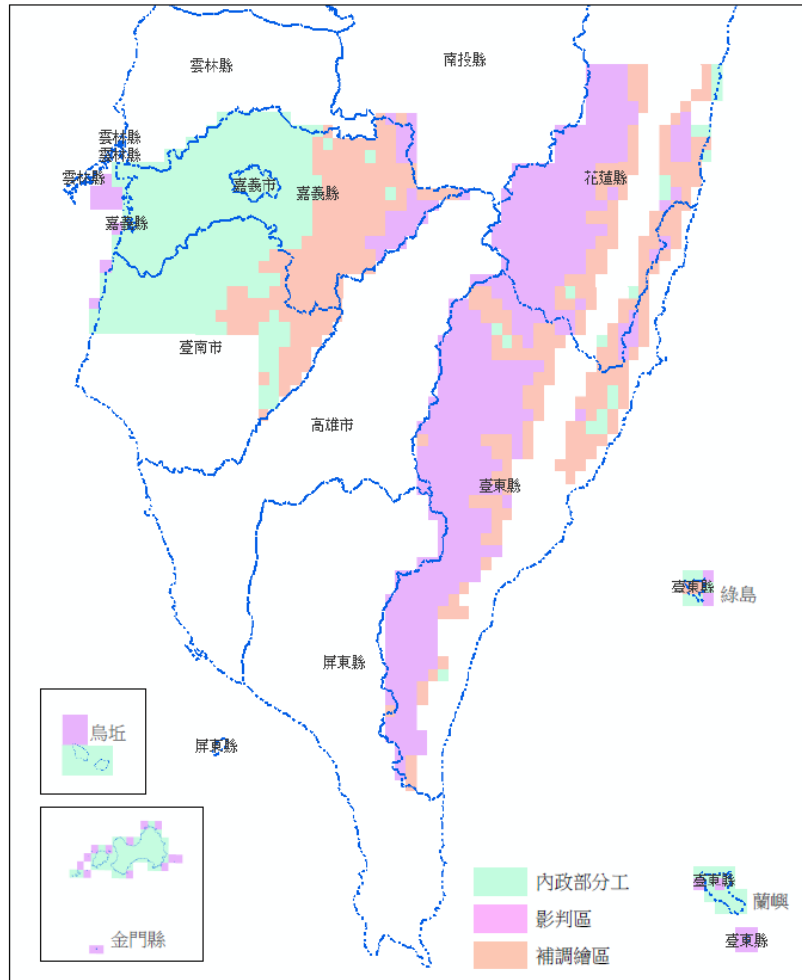 雲林縣
南投縣
雲林縣
雲林縣
雲林縣
嘉義市
嘉義縣
花蓮縣
嘉義縣
臺南市
高雄市
臺東縣
臺東縣
綠島
屏東縣
烏坵
屏東縣
內政部分工
臺東縣
蘭嶼
影判區
金門縣
臺東縣
補調繪區